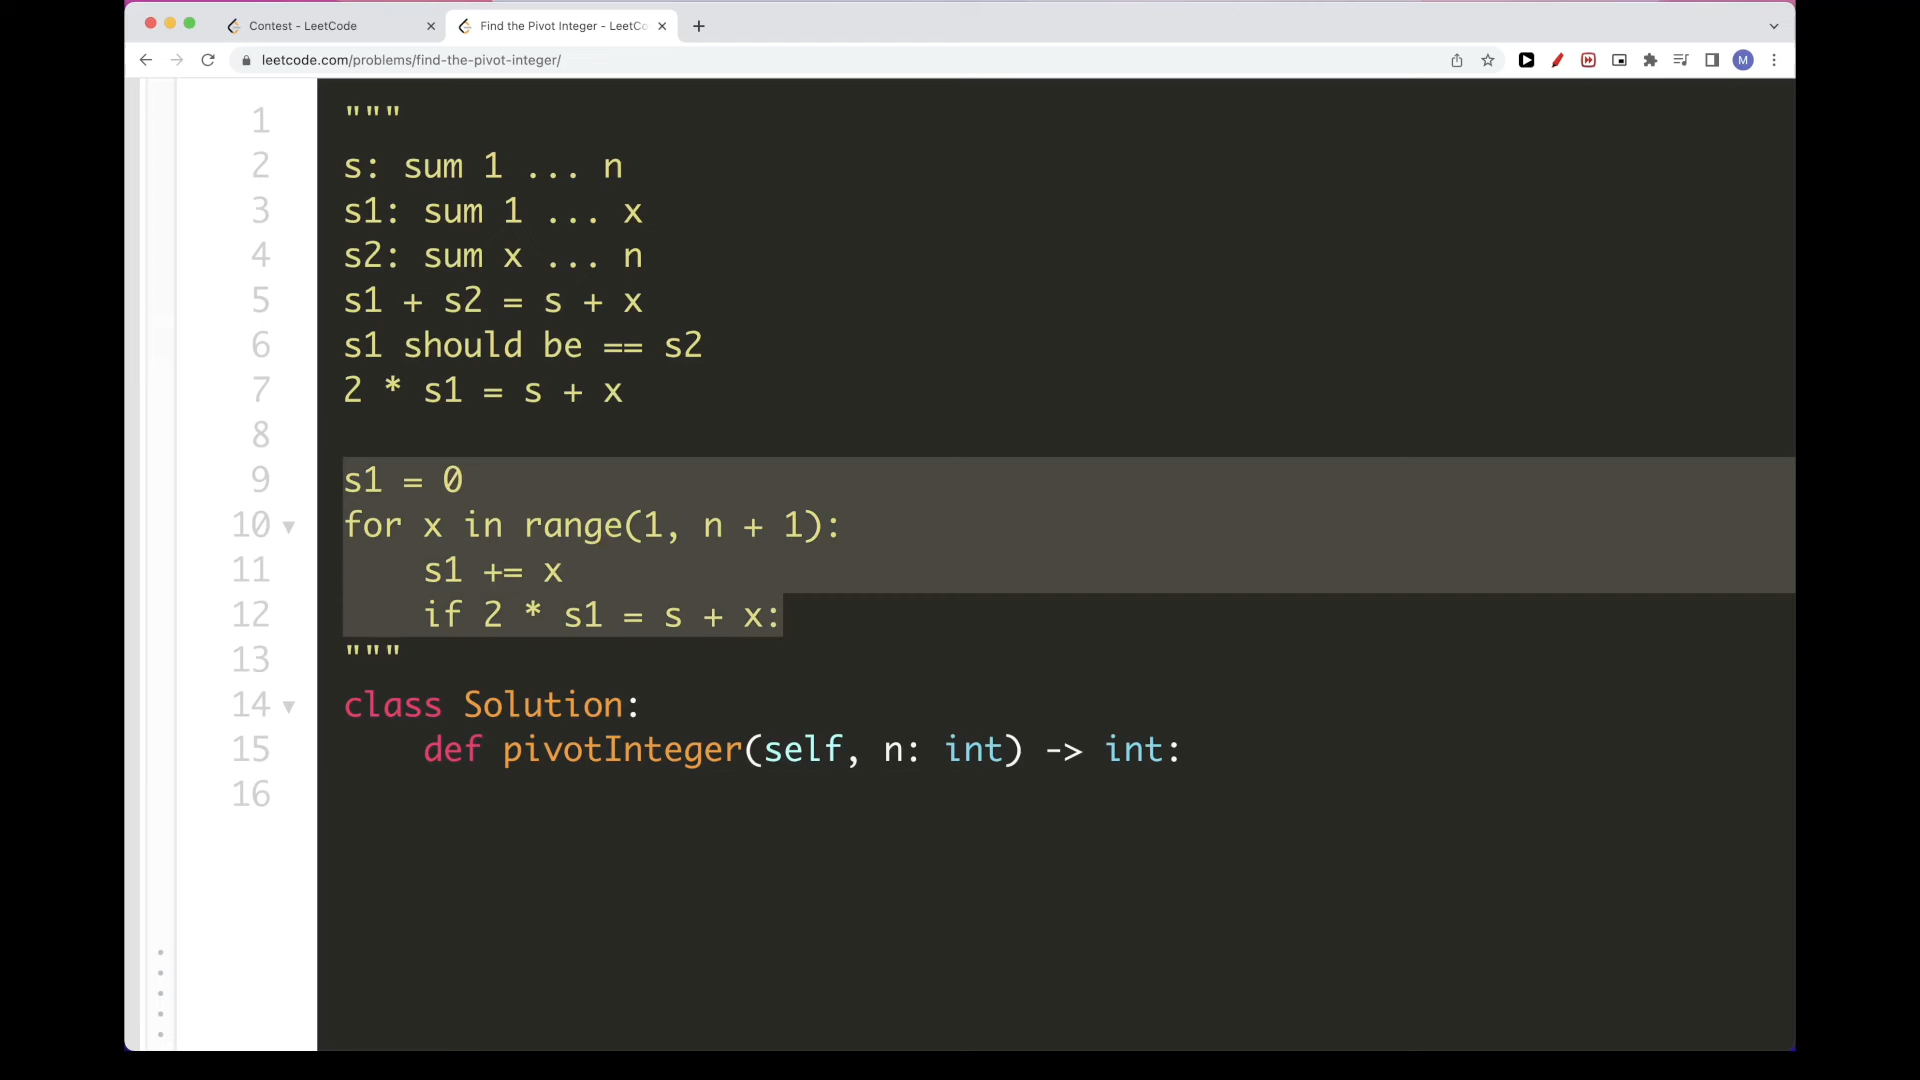 Contest - LeetCode
Find the Pivot Integer - LeetCo
leetcode.com/problems/find-the-pivot-integer/
M
1 """
2 s: sum 1 ... n
3 s1: sum 1 ... x
4 s2: sum x ... n
5 s1 + s2 = s + x
6 s1 should be == s2
7 2 * s1 = s + x
8
9 s1 = 0
10 for x in range(1, n + 1):
11     s1 += x
12     if 2 * s1 = s + x:
13 """
14 class Solution:
15     def pivotInteger(self, n: int) -> int:
16